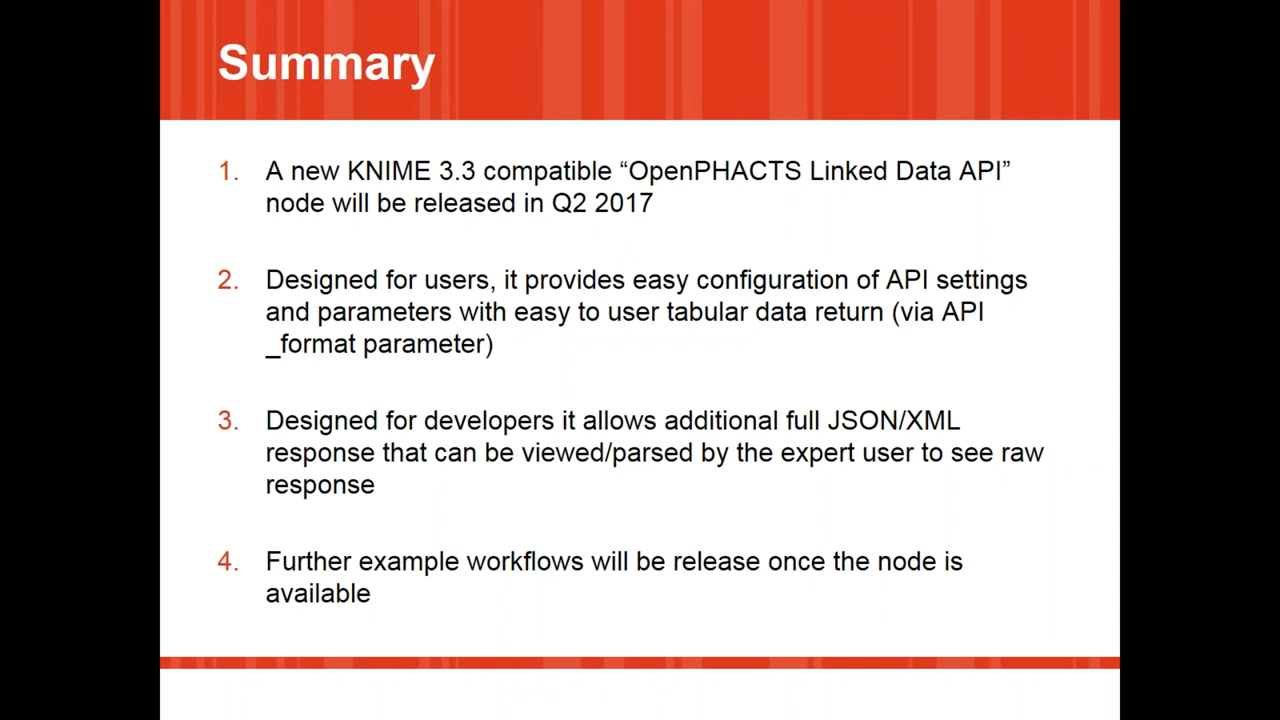 Summary
1. A new KNIME 3.3 compatible “OpenPHACTS Linked Data API”
node will be released in Q2 2017
2. Designed for users, it provides easy configuration of API settings
and parameters with easy to user tabular data return (via API
_format parameter)
3. Designed for developers it allows additional full JSON/XML
response that can be viewed/parsed by the expert user to see raw
response
4. Further example workflows will be release once the node is
available